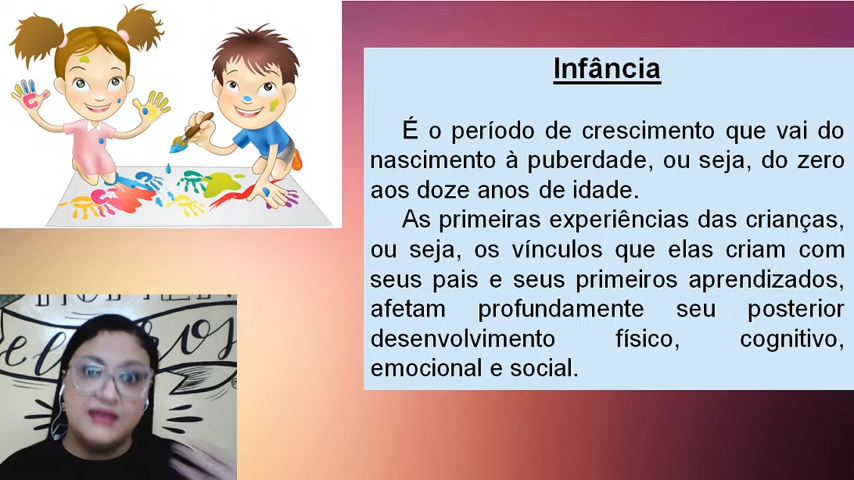 Infância
É o período de crescimento que vai do
nascimento à puberdade, ou seja, do zero
aos doze anos de idade.
As primeiras experiências das crianças,
ou seja, os vínculos que elas criam com
seus pais e seus primeiros aprendizados,
afetam profundamente seu posterior
desenvolvimento físico, cognitivo,
emocional e social.